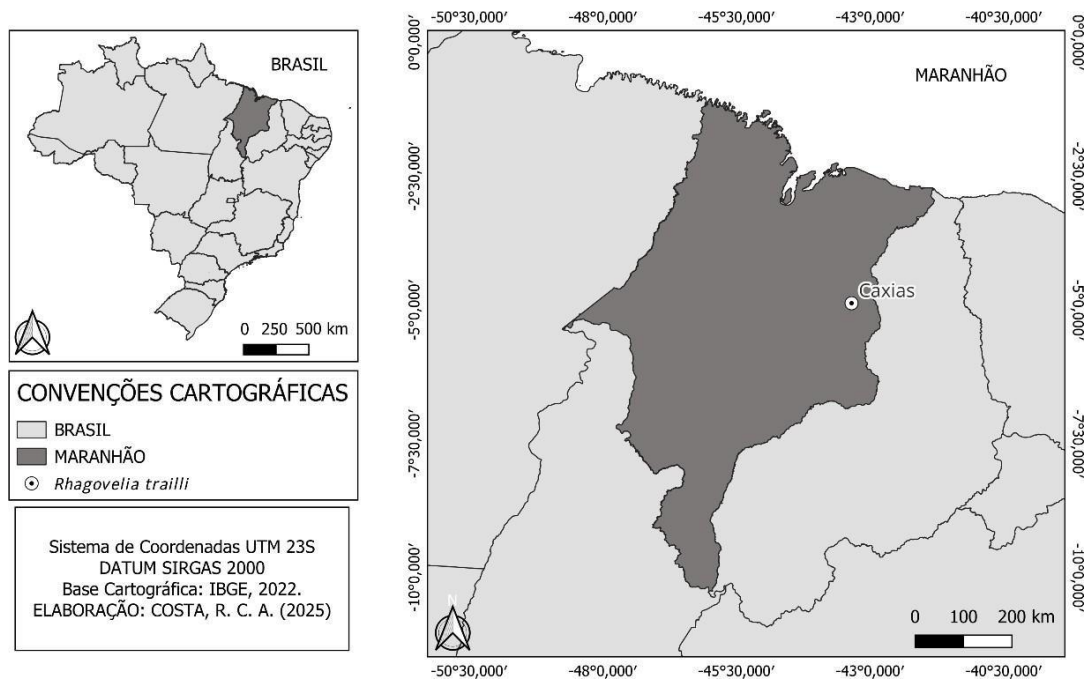 BRASIL
0 250 500 km
CONVENÇÕES CARTOGRÁFICAS
BRASIL
MARANHÃO
Rhagovelia trailli
Sistema de Coordenadas UTM 23S
DATUM SIRGAS 2000
Base Cartográfica: IBGE, 2022.
ELABORAÇÃO: COSTA, R. C. A. (2025)
-50°30,000′ -48°0,000′ -45°30,000′ -43°0,000′ -40°30,000′
MARANHÃO
0°0,000′
-2°30,000′
-5°0,000′
-7°30,000′
-10°0,000′
Caxias
0°0,000′
-2°30,000′
-5°0,000′
-7°30,000′
-10°0,000′
N
0 100 200 km
-50°30,000′ -48°0,000′ -45°30,000′ -43°0,000′ -40°30,000′